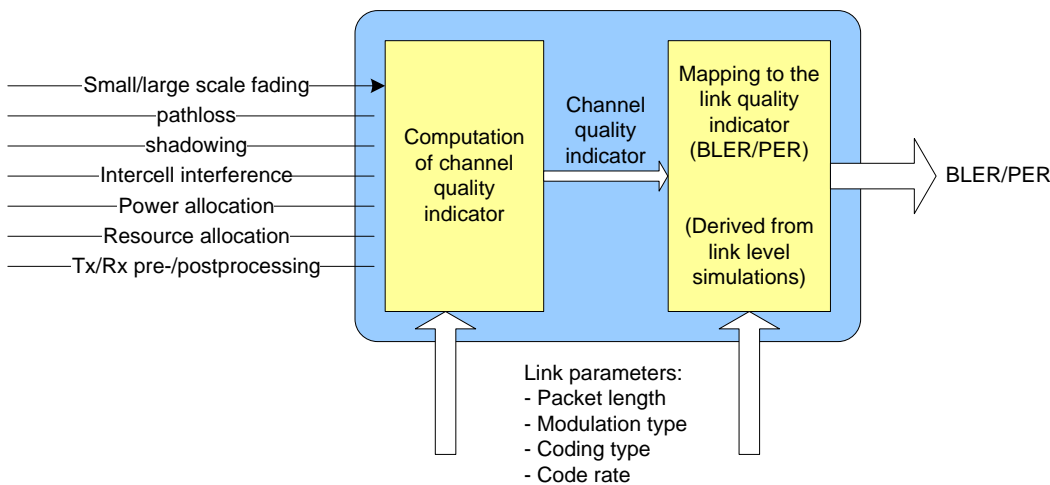 Small/large scale fading
pathloss
shadowing
Intercell interference
Power allocation
Resource allocation
Tx/Rx pre-/postprocessing
Computation
of channel
quality
indicator
Channel
quality
indicator
Mapping to the
link quality
indicator
(BLER/PER)
(Derived from
link level
simulations)
BLER/PER
Link parameters:
- Packet length
- Modulation type
- Coding type
- Code rate